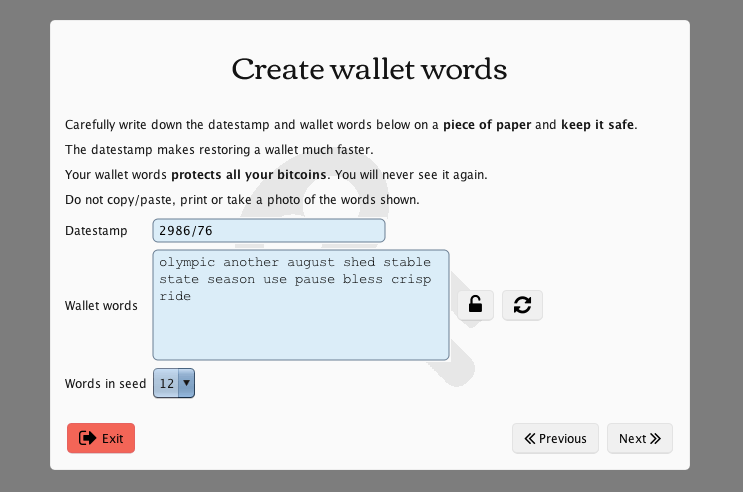 Create wallet words
Carefully write down the datestamp and wallet words below on a piece of paper and keep it safe.
The datestamp makes restoring a wallet much faster.
Your wallet words protects all your bitcoins. You will never see it again.
Do not copy/paste, print or take a photo of the words shown.
Datestamp 2986/76
olympic another august shed stable
state season use pause bless crisp
ride
Wallet words
Words in seed 12
Exit Previous Next